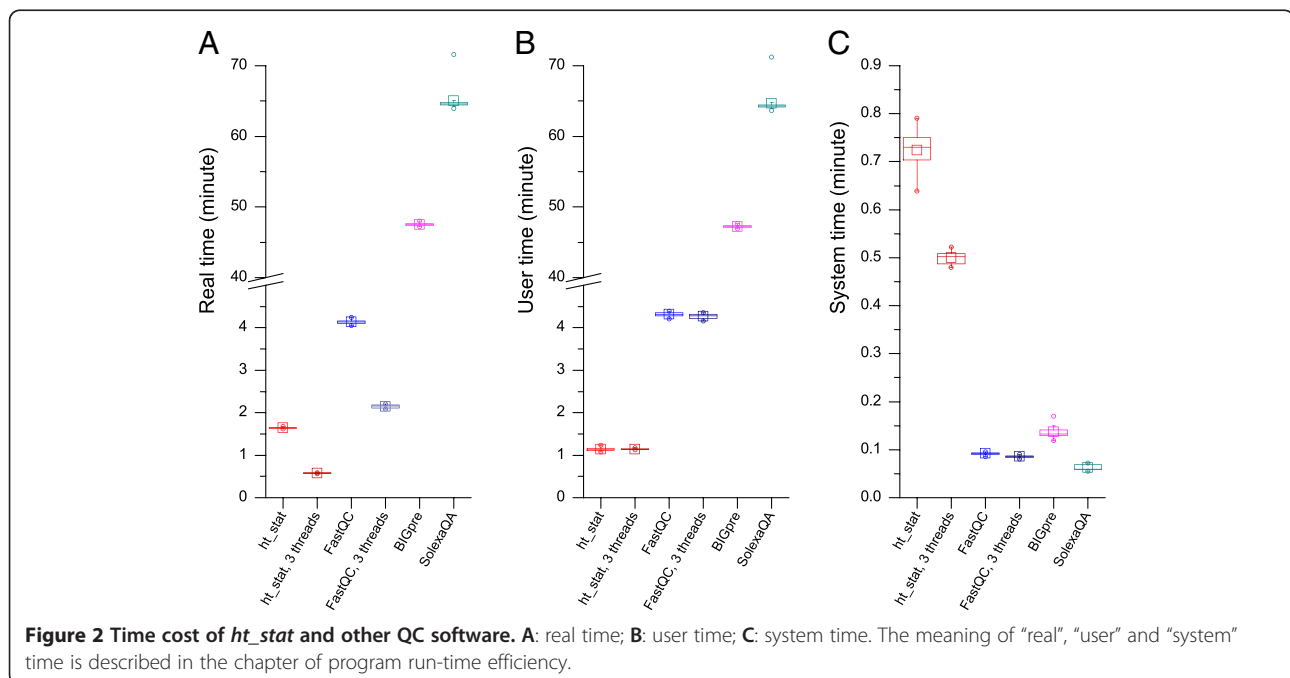 A
B
C
Real time (minute)
70
60
50
40
4
3
2
1
0
ht_stat
ht_stat, 3 threads
FastQC
FastQC, 3 threads
BIGpre
SolexaQA
User time (minute)
70
60
50
40
4
3
2
1
0
ht_stat
ht_stat, 3 threads
FastQC
FastQC, 3 threads
BIGpre
SolexaQA
System time (minute)
0.9
0.8
0.7
0.6
0.5
0.4
0.3
0.2
0.1
0.0
ht_stat
ht_stat, 3 threads
FastQC
FastQC, 3 threads
BIGpre
SolexaQA
Figure 2 Time cost of ht_stat and other QC software. A: real time; B: user time; C: system time. The meaning of “real”, “user” and “system”
time is described in the chapter of program run-time efficiency.